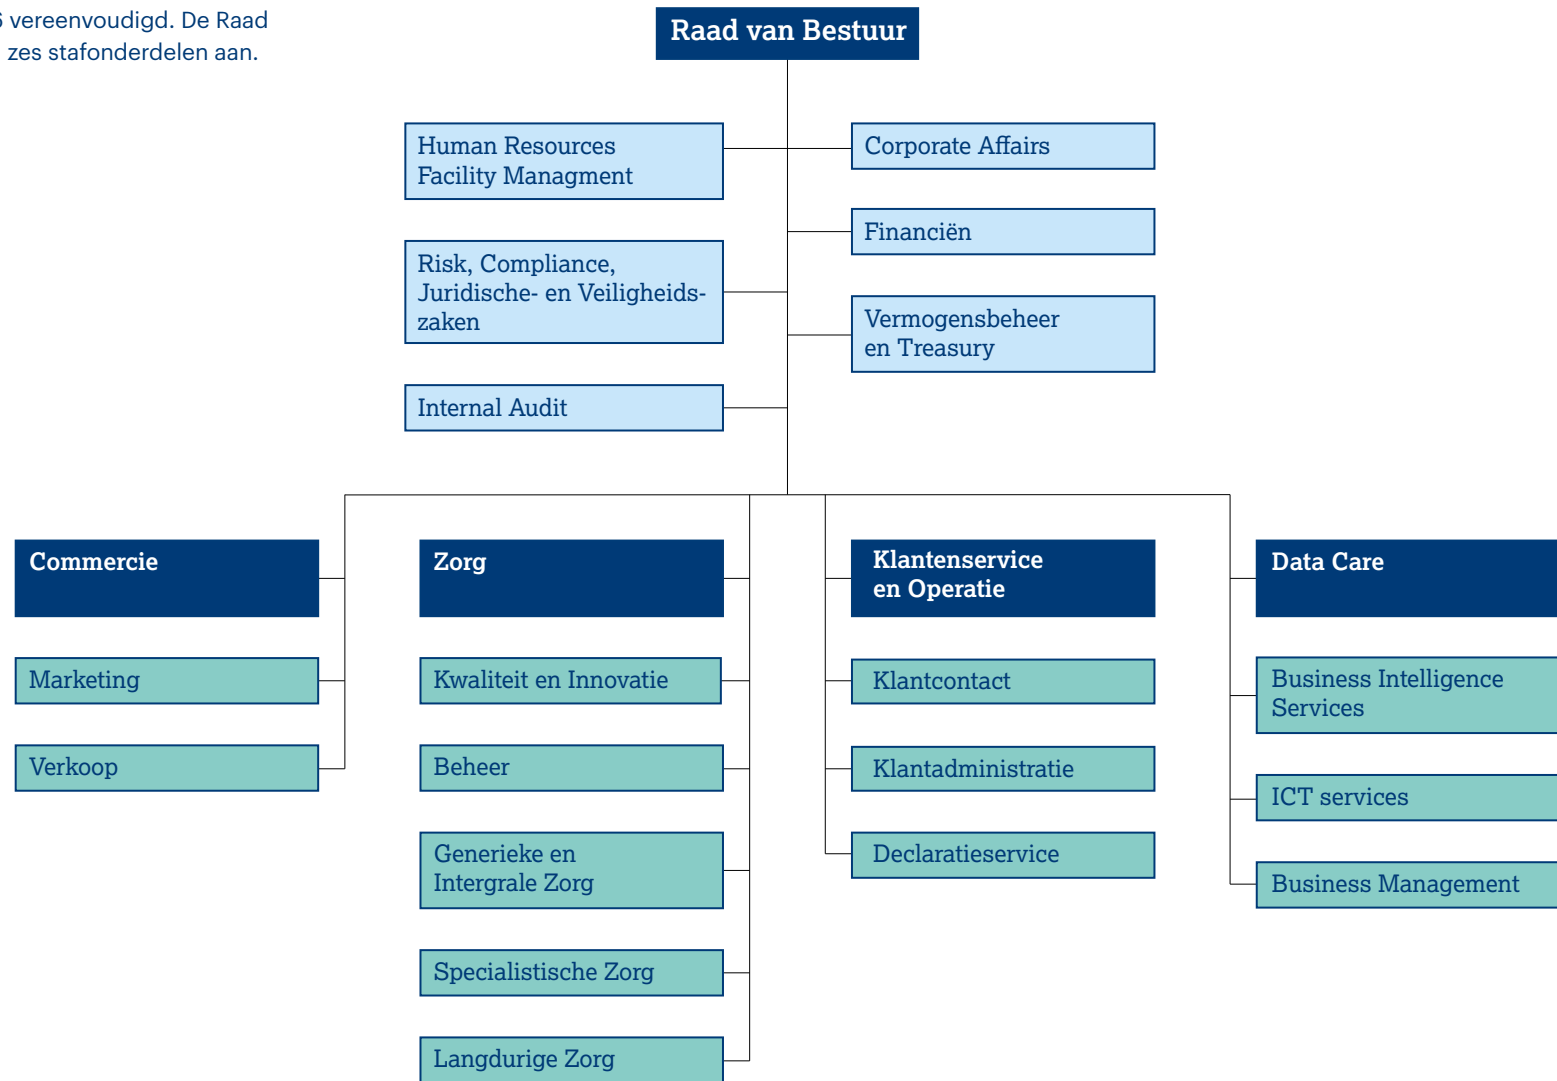 vereenvoudigd. De Raad
zes stafonderdelen aan.
Raad van Bestuur
Human Resources
Facility Managment
Corporate Affairs
Financiën
Risk, Compliance,
Juridische- en Veiligheids-
zaken
Vermogensbeheer
en Treasury
Internal Audit
Commercie
Marketing
Verkoop
Zorg
Kwaliteit en Innovatie
Beheer
Generieke en
Intergrale Zorg
Specialistische Zorg
Langdurige Zorg
Klantenservice
en Operatie
Klantcontact
Klantadministratie
Declaratieservice
Data Care
Business Intelligence
Services
ICT services
Business Management